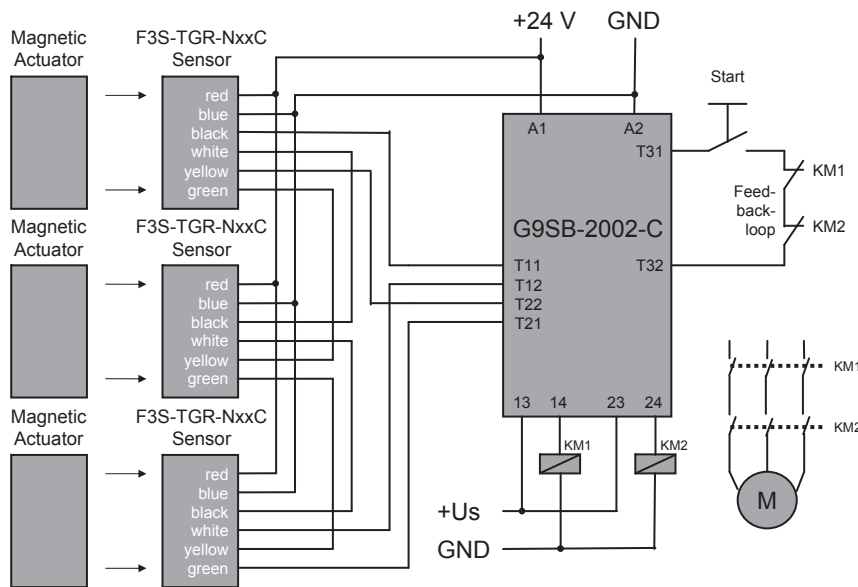 +24 V
GND
Magnetic
Actuator
F3S-TGR-NxxC
Sensor
red
blue
black
white
yellow
green
A1
A2
Start
T31
KM1
Feed-
back-
loop
KM2
G9SB-2002-C
T32
T11
T12
T22
T21
Magnetic
Actuator
F3S-TGR-NxxC
Sensor
red
blue
black
white
yellow
green
13
14
23
24
KM1
KM2
KM1
KM2
M
Magnetic
Actuator
F3S-TGR-NxxC
Sensor
red
blue
black
white
yellow
green
+Us
GND